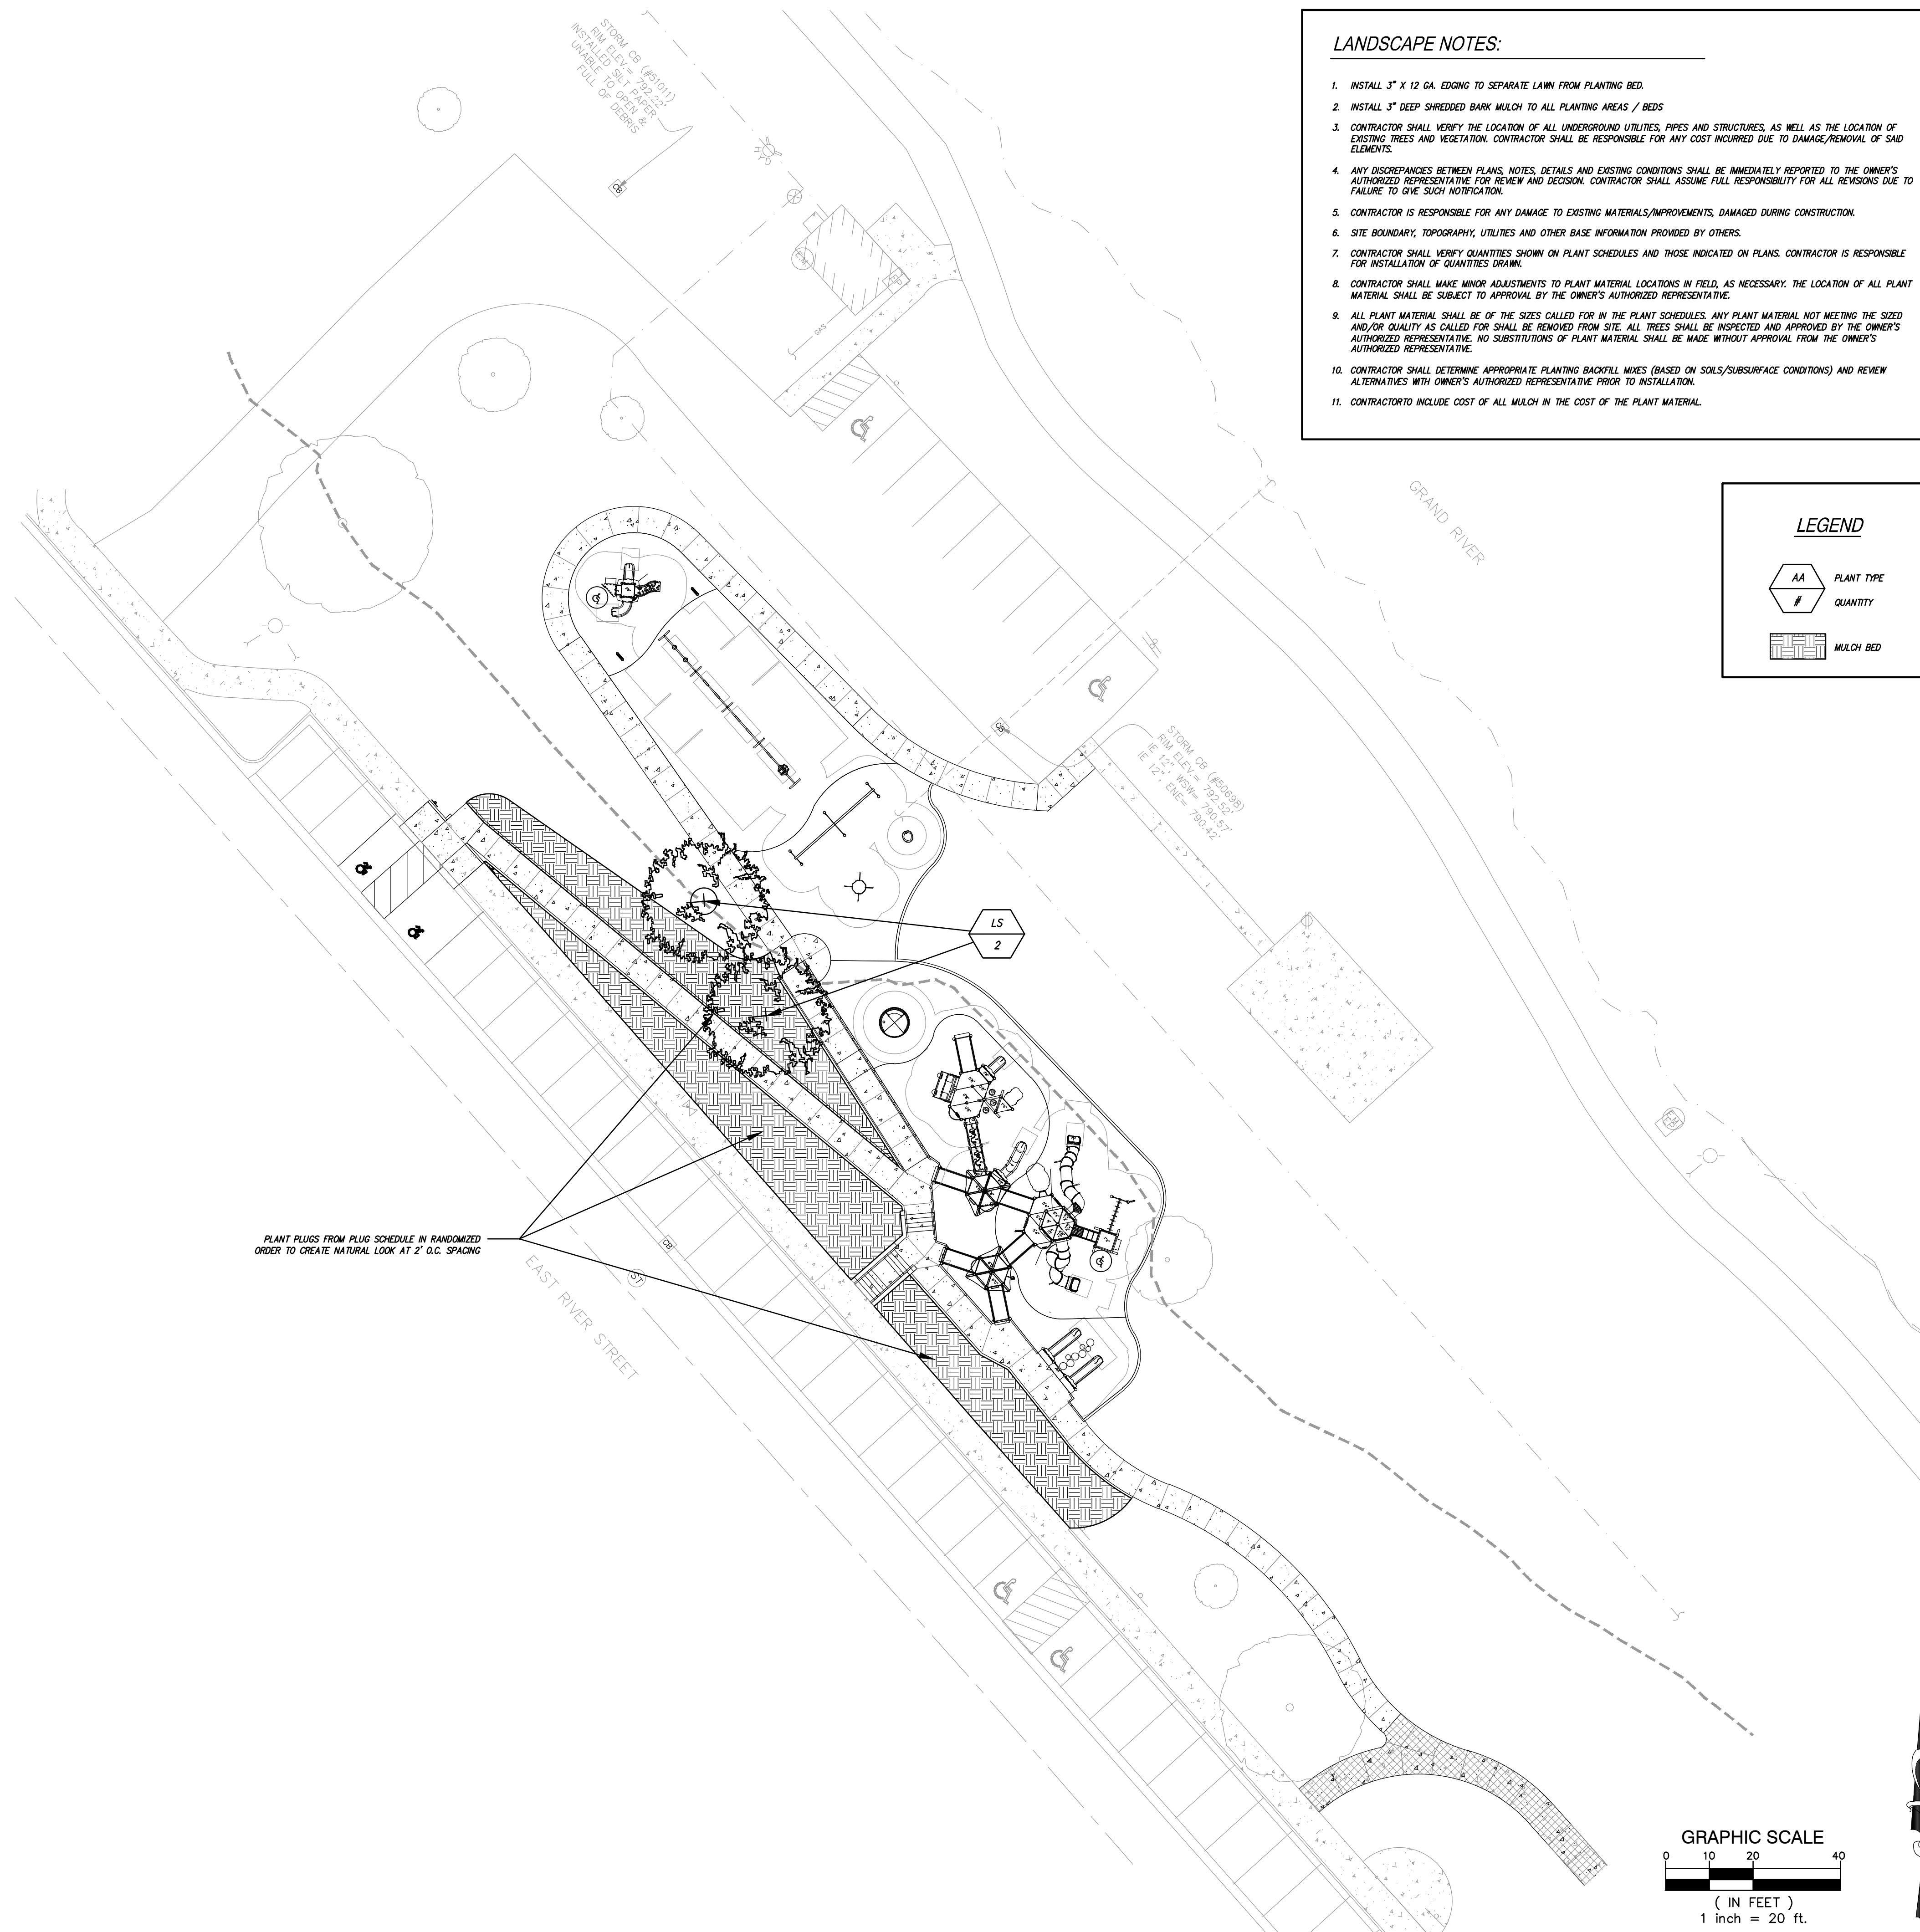 LANDSCAPE NOTES:
1. INSTALL 3" X 12 GA. EDGING TO SEPARATE LAWN FROM PLANTING BED.
2. INSTALL 3" DEEP SHREDDED BARK MULCH TO ALL PLANTING AREAS / BEDS
3. CONTRACTOR SHALL VERIFY THE LOCATION OF ALL UNDERGROUND UTILITIES, PIPES AND STRUCTURES, AS WELL AS THE LOCATION OF
EXISTING TREES AND VEGETATION. CONTRACTOR SHALL BE RESPONSIBLE FOR ANY COST INCURRED DUE TO DAMAGE/REMOVAL OF SAID
ELEMENTS.
4. ANY DISCREPANCIES BETWEEN PLANS, NOTES, DETAILS AND EXISTING CONDITIONS SHALL BE IMMEDIATELY REPORTED TO THE OWNER'S
AUTHORIZED REPRESENTATIVE FOR REVIEW AND DECISION. CONTRACTOR SHALL ASSUME FULL RESPONSIBILITY FOR ALL REVISIONS DUE TO
FAILURE TO GIVE SUCH NOTIFICATION.
5. CONTRACTOR IS RESPONSIBLE FOR ANY DAMAGE TO EXISTING MATERIALS/IMPROVEMENTS, DAMAGED DURING CONSTRUCTION.
6. SITE BOUNDARY, TOPOGRAPHY, UTILITIES AND OTHER BASE INFORMATION PROVIDED BY OTHERS.
7. CONTRACTOR SHALL VERIFY QUANTITIES SHOWN ON PLANT SCHEDULES AND THOSE INDICATED ON PLANS. CONTRACTOR IS RESPONSIBLE
FOR INSTALLATION OF QUANTITIES DRAWN.
8. CONTRACTOR SHALL MAKE MINOR ADJUSTMENTS TO PLANT MATERIAL LOCATIONS IN FIELD, AS NECESSARY. THE LOCATION OF ALL PLANT
MATERIAL SHALL BE SUBJECT TO APPROVAL BY THE OWNER'S AUTHORIZED REPRESENTATIVE.
9. ALL PLANT MATERIAL SHALL BE OF THE SIZES CALLED FOR IN THE PLANT SCHEDULES. ANY PLANT MATERIAL NOT MEETING THE SIZED
AND/OR QUALITY AS CALLED FOR SHALL BE REMOVED FROM SITE. ALL TREES SHALL BE INSPECTED AND APPROVED BY THE OWNER'S
AUTHORIZED REPRESENTATIVE. NO SUBSTITUTIONS OF PLANT MATERIAL SHALL BE MADE WITHOUT APPROVAL FROM THE OWNER'S
AUTHORIZED REPRESENTATIVE.
10. CONTRACTOR SHALL DETERMINE APPROPRIATE PLANTING BACKFILL MIXES (BASED ON SOILS/SUBSURFACE CONDITIONS) AND REVIEW
ALTERNATIVES WITH OWNER'S AUTHORIZED REPRESENTATIVE PRIOR TO INSTALLATION.
11. CONTRACTORTO INCLUDE COST OF ALL MULCH IN THE COST OF THE PLANT MATERIAL.
STORM CB (#51011)
RIM ELEV.= 792.22'
INSTALLED SILT PAPER
UNABLE TO OPEN &
FULL OF DEBRIS
HYD
CB
GAS
LEGEND
AA PLANT TYPE
# QUANTITY
MULCH BED
GRAND RIVER
CB
STORM CB (#50698)
RIM ELEV.= 792.52'
IE 12", WSW= 790.57'
IE 12", ENE= 790.42'
LS
2
PLANT PLUGS FROM PLUG SCHEDULE IN RANDOMIZED
ORDER TO CREATE NATURAL LOOK AT 2' O.C. SPACING
CB
ST
EAST RIVER STREET
GRAPHIC SCALE
0 10 20 40
( IN FEET )
1 inch = 20 ft.